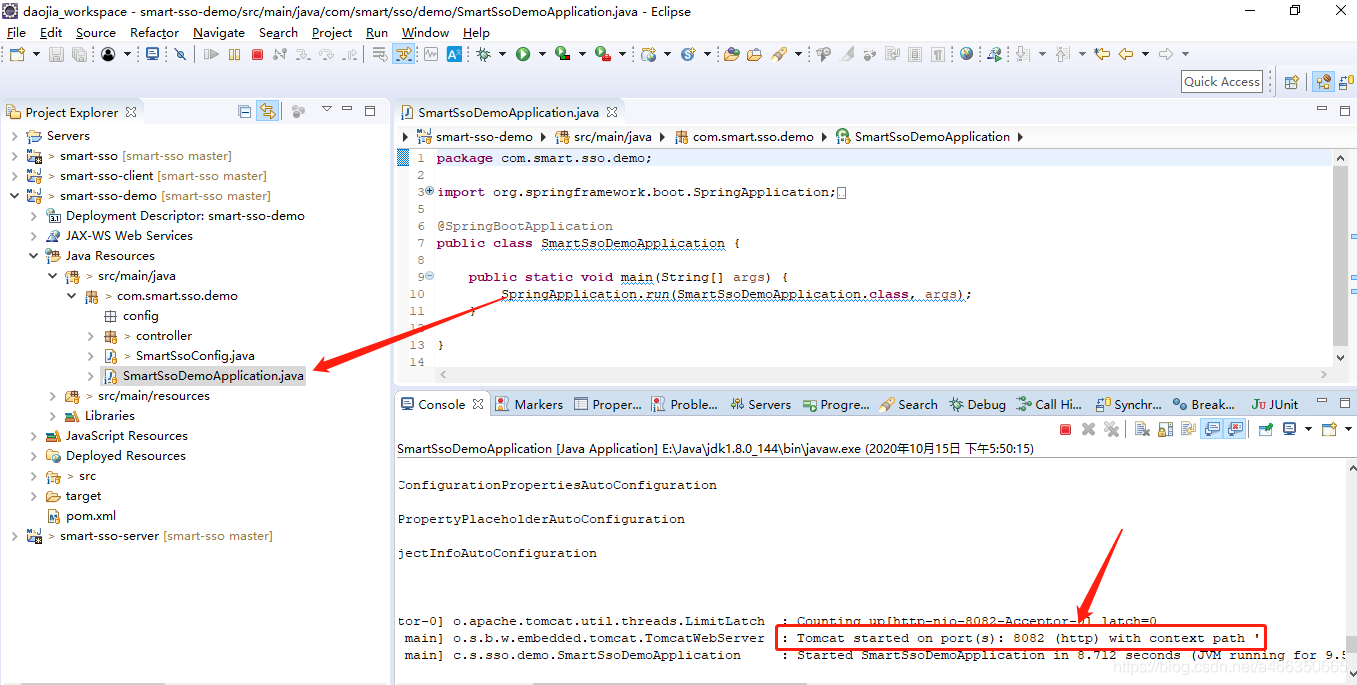 daojia_workspace - smart-sso-demo/src/main/java/com/smart/sso/demo/SmartSsoDemoApplication.java - Eclipse
File Edit Source Refactor Navigate Search Project Run Window Help
Quick Access
Project Explorer
Servers
> smart-sso [smart-sso master]
> smart-sso-client [smart-sso master]
> smart-sso-demo [smart-sso master]
Deployment Descriptor: smart-sso-demo
JAX-WS Web Services
Java Resources
> src/main/java
> com.smart.sso.demo
config
> controller
> SmartSsoConfig.java
SmartSsoDemoApplication.java
> src/main/resources
Libraries
JavaScript Resources
Deployed Resources
> src
target
pom.xml
> smart-sso-server [smart-sso master]
SmartSsoDemoApplication.java
smart-sso-demo src/main/java com.smart.sso.demo SmartSsoDemoApplication
1 package com.smart.sso.demo;
2
3 import org.springframework.boot.SpringApplication;
5
6 @SpringBootApplication
7 public class SmartSsoDemoApplication {
8
9 public static void main(String[] args) {
10 SpringApplication.run(SmartSsoDemoApplication.class, args);
11 }
12
13 }
14
Console Markers Proper... Proble... Servers Progre... Search Debug Call Hi... Synchr... Break... JUnit
SmartSsoDemoApplication [Java Application] E:\Java\jdk1.8.0_144\bin\javaw.exe (2020年10月15日 下午5:50:15)
ConfigurationPropertiesAutoConfiguration
PropertyPlaceholderAutoConfiguration
jectInfoAutoConfiguration
tor-0] o.apache.tomcat.util.threads.LimitLatch : Counting up[http-nio-8082-Acceptor-0] latch=0
main] o.s.b.w.embedded.tomcat.TomcatWebServer : Tomcat started on port(s): 8082 (http) with context path '
main] c.s.sso.demo.SmartSsoDemoApplication : Started SmartSsoDemoApplication in 8.712 seconds (JVM running for 9.5
https://blog.csdn.net/a466350665